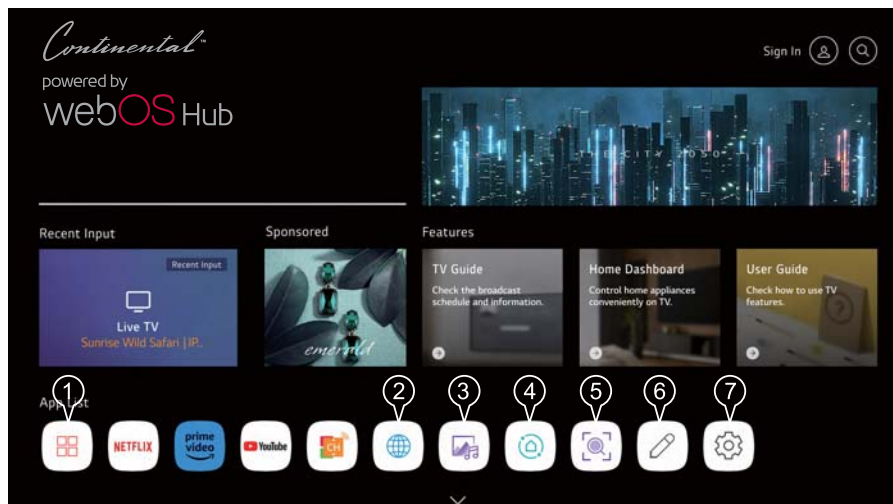 Continental™
powered by
webOS Hub
Sign In
THE CITY 2050
Recent Input
Sponsored
Features
Recent Input
Live TV
Sunrise Wild Safari | IP..
emerald
TV Guide
Check the broadcast
schedule and information.
Home Dashboard
Control home appliances
conveniently on TV.
User Guide
Check how to use TV
features.
?
App List
1
2
3
4
5
6
7
NETFLIX
prime
video
YouTube
CH